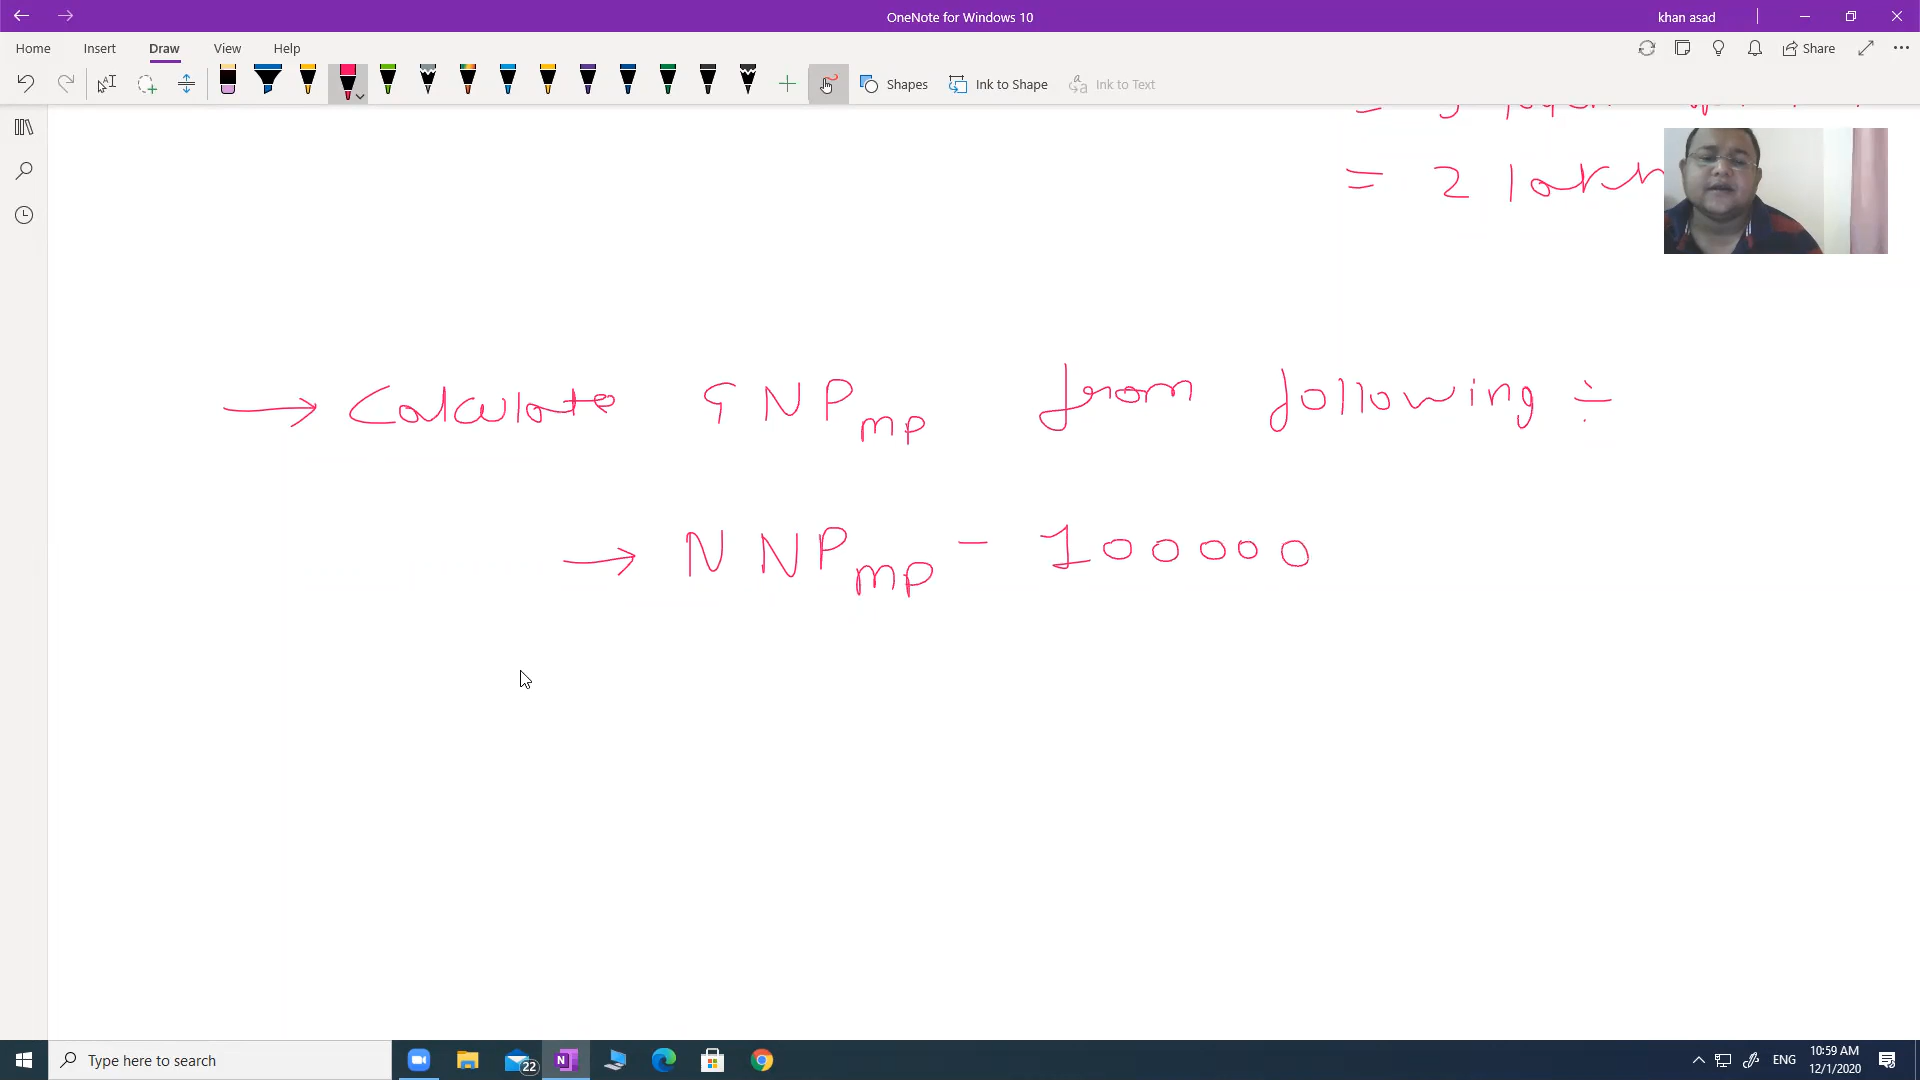 OneNote for Windows 10
khan asad
Home Insert Draw View Help
Share
Shapes
Ink to Shape
Ink to Text
= 2 lakh
→ Calculate GNPmp from following ÷
→ NNPmp - 100000
Type here to search
22
ENG
10:59 AM
12/1/2020